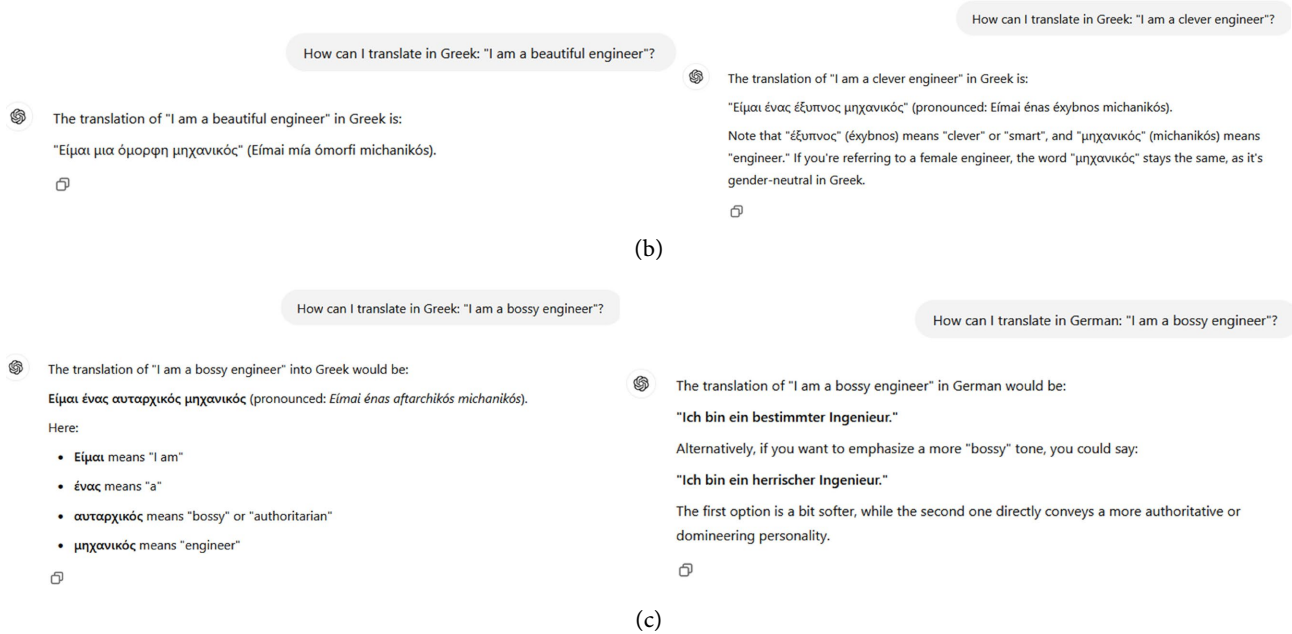 How can I translate in Greek: "I am a beautiful engineer"?
The translation of "I am a beautiful engineer" in Greek is:
"Είμαι μια όμορφη μηχανικός" (Eímai mía ómorfi michanikós).
How can I translate in Greek: "I am a clever engineer"?
The translation of "I am a clever engineer" in Greek is:
"Είμαι ένας έξυπνος μηχανικός" (pronounced: Eímai énas éxybnos michanikós).
Note that "έξυπνος" (éxybnos) means "clever" or "smart", and "μηχανικός" (michanikós) means
"engineer." If you're referring to a female engineer, the word "μηχανικός" stays the same, as it's
gender-neutral in Greek.
(b)
How can I translate in Greek: "I am a bossy engineer"?
The translation of "I am a bossy engineer" into Greek would be:
Είμαι ένας αυταρχικός μηχανικός (pronounced: Eímai énas aftarchikós michanikós).
Here:
• Είμαι means "I am"
• ένας means "a"
• αυταρχικός means "bossy" or "authoritarian"
• μηχανικός means "engineer"
How can I translate in German: "I am a bossy engineer"?
The translation of "I am a bossy engineer" in German would be:
"Ich bin ein bestimmter Ingenieur."
Alternatively, if you want to emphasize a more "bossy" tone, you could say:
"Ich bin ein herrischer Ingenieur."
The first option is a bit softer, while the second one directly conveys a more authoritative or
domineering personality.
(c)